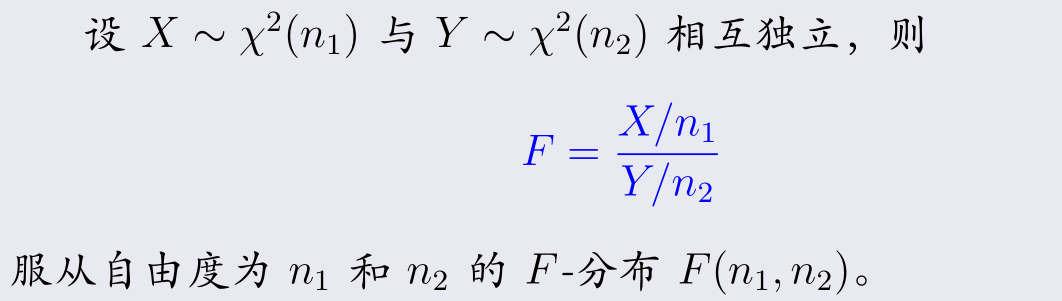 设 X ∼ χ²(n₁) 与 Y ∼ χ²(n₂) 相互独立，则
F = \frac{X/n₁}{Y/n₂}
服从自由度为 n₁ 和 n₂ 的 F-分布 F(n₁, n₂)。